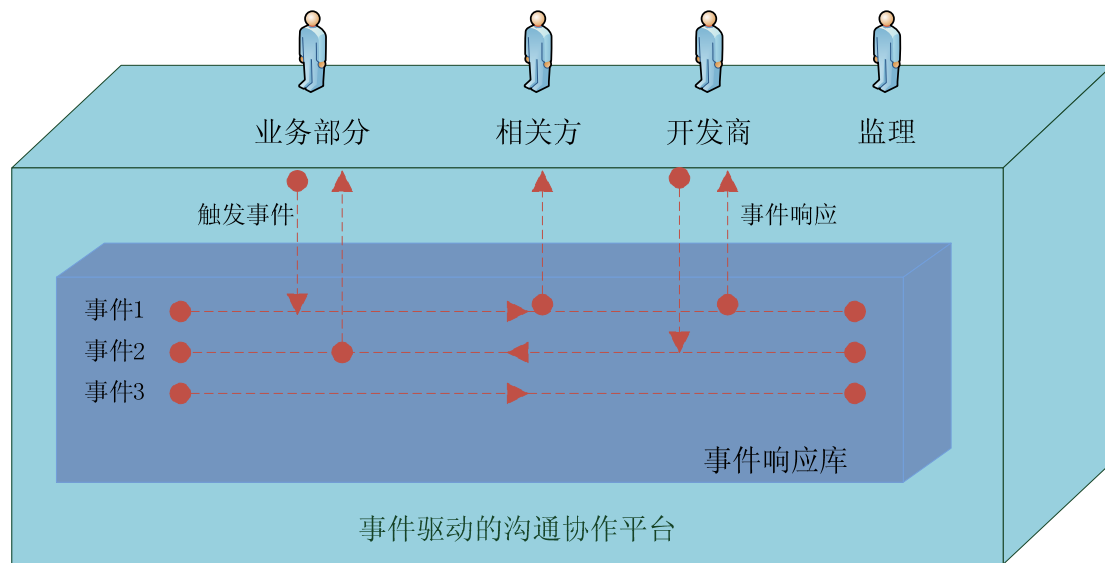 业务部分
相关方
开发商
监理
触发事件
事件响应
事件1
事件2
事件3
事件响应库
事件驱动的沟通协作平台